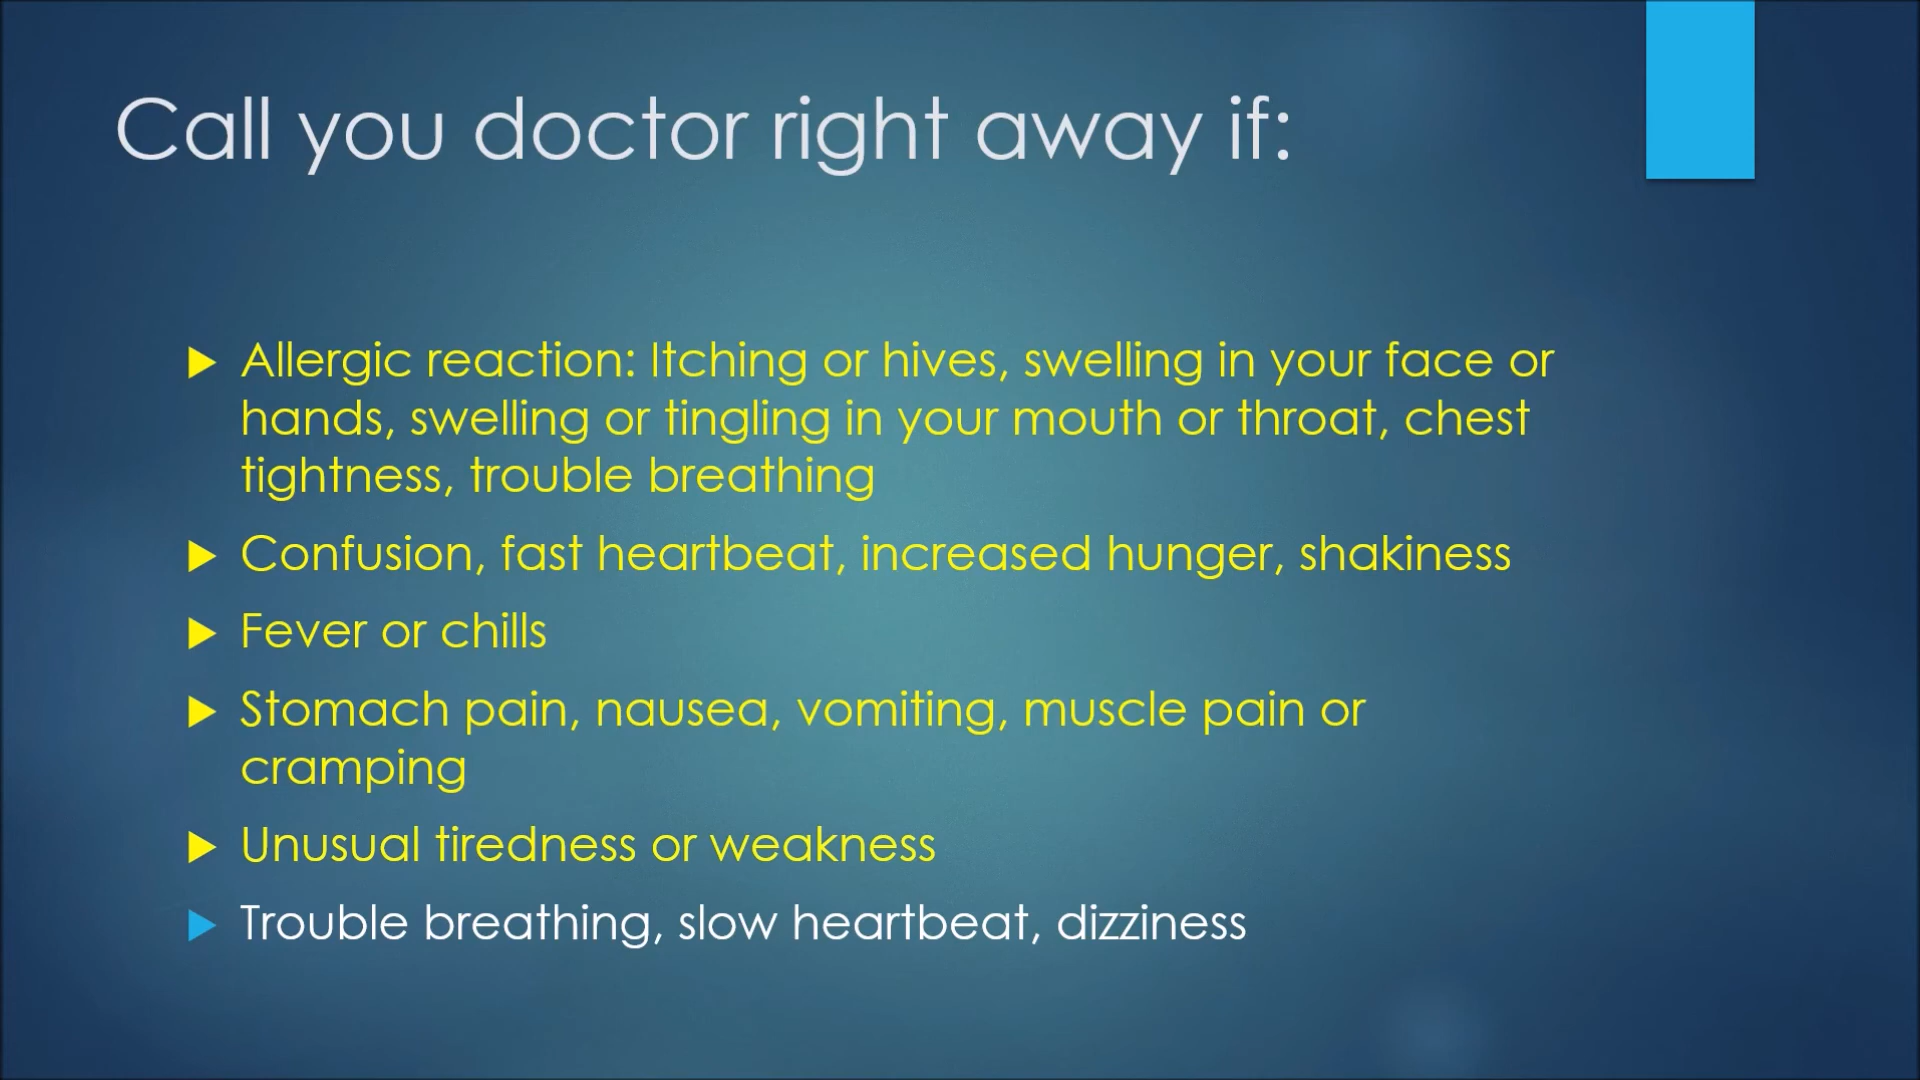 Call you doctor right away if:
Allergic reaction: Itching or hives, swelling in your face or
hands, swelling or tingling in your mouth or throat, chest
tightness, trouble breathing
Confusion, fast heartbeat, increased hunger, shakiness
Fever or chills
Stomach pain, nausea, vomiting, muscle pain or
cramping
Unusual tiredness or weakness
Trouble breathing, slow heartbeat, dizziness